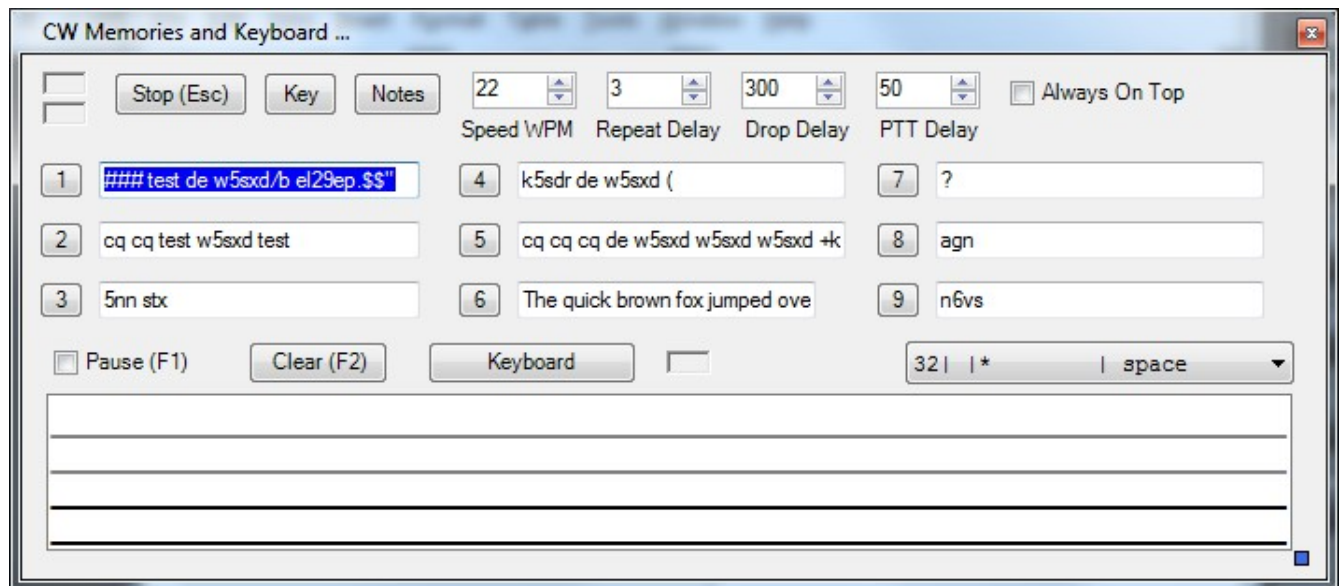 CW Memories and Keyboard ...
Stop (Esc) Key Notes 22 3 300 50 Always On Top
Speed WPM Repeat Delay Drop Delay PTT Delay
1 ### test de w5sxd/b el29ep.$$" 4 k5sdr de w5sxd ( 7 ?
2 cq cq test w5sxd test 5 cq cq cq de w5sxd w5sxd w5sxd +k 8 agn
3 5nn stx 6 The quick brown fox jumped ove 9 n6vs
Pause (F1) Clear (F2) Keyboard 32| |* | space